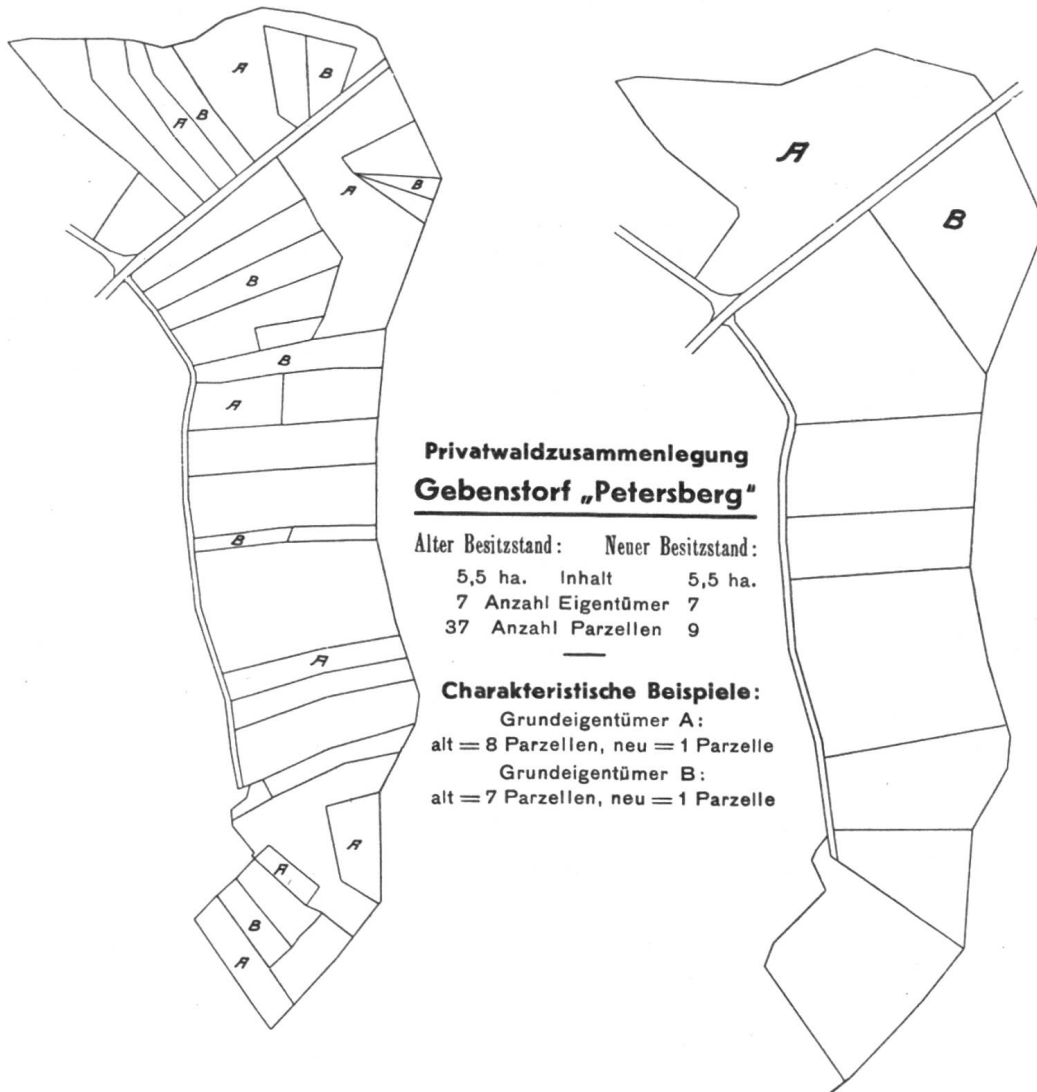 A
B
A
B
B
A
B
B
A
B
A
A
A
B
A
Privatwaldzusammenlegung
Gebenstorf „Petersberg“
Alter Besitzstand: Neuer Besitzstand:
5,5 ha. Inhalt 5,5 ha.
7 Anzahl Eigentümer 7
37 Anzahl Parzellen 9
Charakteristische Beispiele:
Grundeigentümer A:
alt = 8 Parzellen, neu = 1 Parzelle
Grundeigentümer B:
alt = 7 Parzellen, neu = 1 Parzelle
A
B